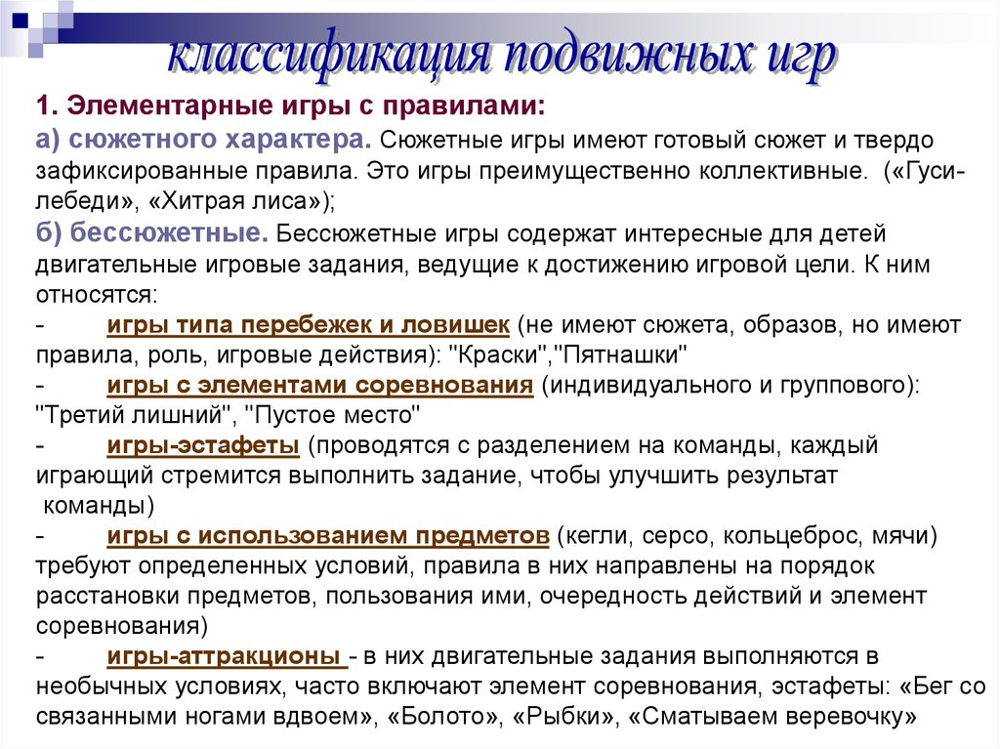 классификация подвижных игр
1. Элементарные игры с правилами:
а) сюжетного характера. Сюжетные игры имеют готовый сюжет и твердо
зафиксированные правила. Это игры преимущественно коллективные. («Гуси-
лебеди», «Хитрая лиса»);
б) бессюжетные. Бессюжетные игры содержат интересные для детей
двигательные игровые задания, ведущие к достижению игровой цели. К ним
относятся:
- игры типа перебежек и ловишек (не имеют сюжета, образов, но имеют
правила, роль, игровые действия): "Краски","Пятнашки"
- игры с элементами соревнования (индивидуального и группового):
"Третий лишний", "Пустое место"
- игры-эстафеты (проводятся с разделением на команды, каждый
играющий стремится выполнить задание, чтобы улучшить результат
команды)
- игры с использованием предметов (кегли, серсо, кольцеброс, мячи)
требуют определенных условий, правила в них направлены на порядок
расстановки предметов, пользования ими, очередность действий и элемент
соревнования)
- игры-аттракционы - в них двигательные задания выполняются в
необычных условиях, часто включают элемент соревнования, эстафеты: «Бег со
связанными ногами вдвоем», «Болото», «Рыбки», «Сматываем веревочку»